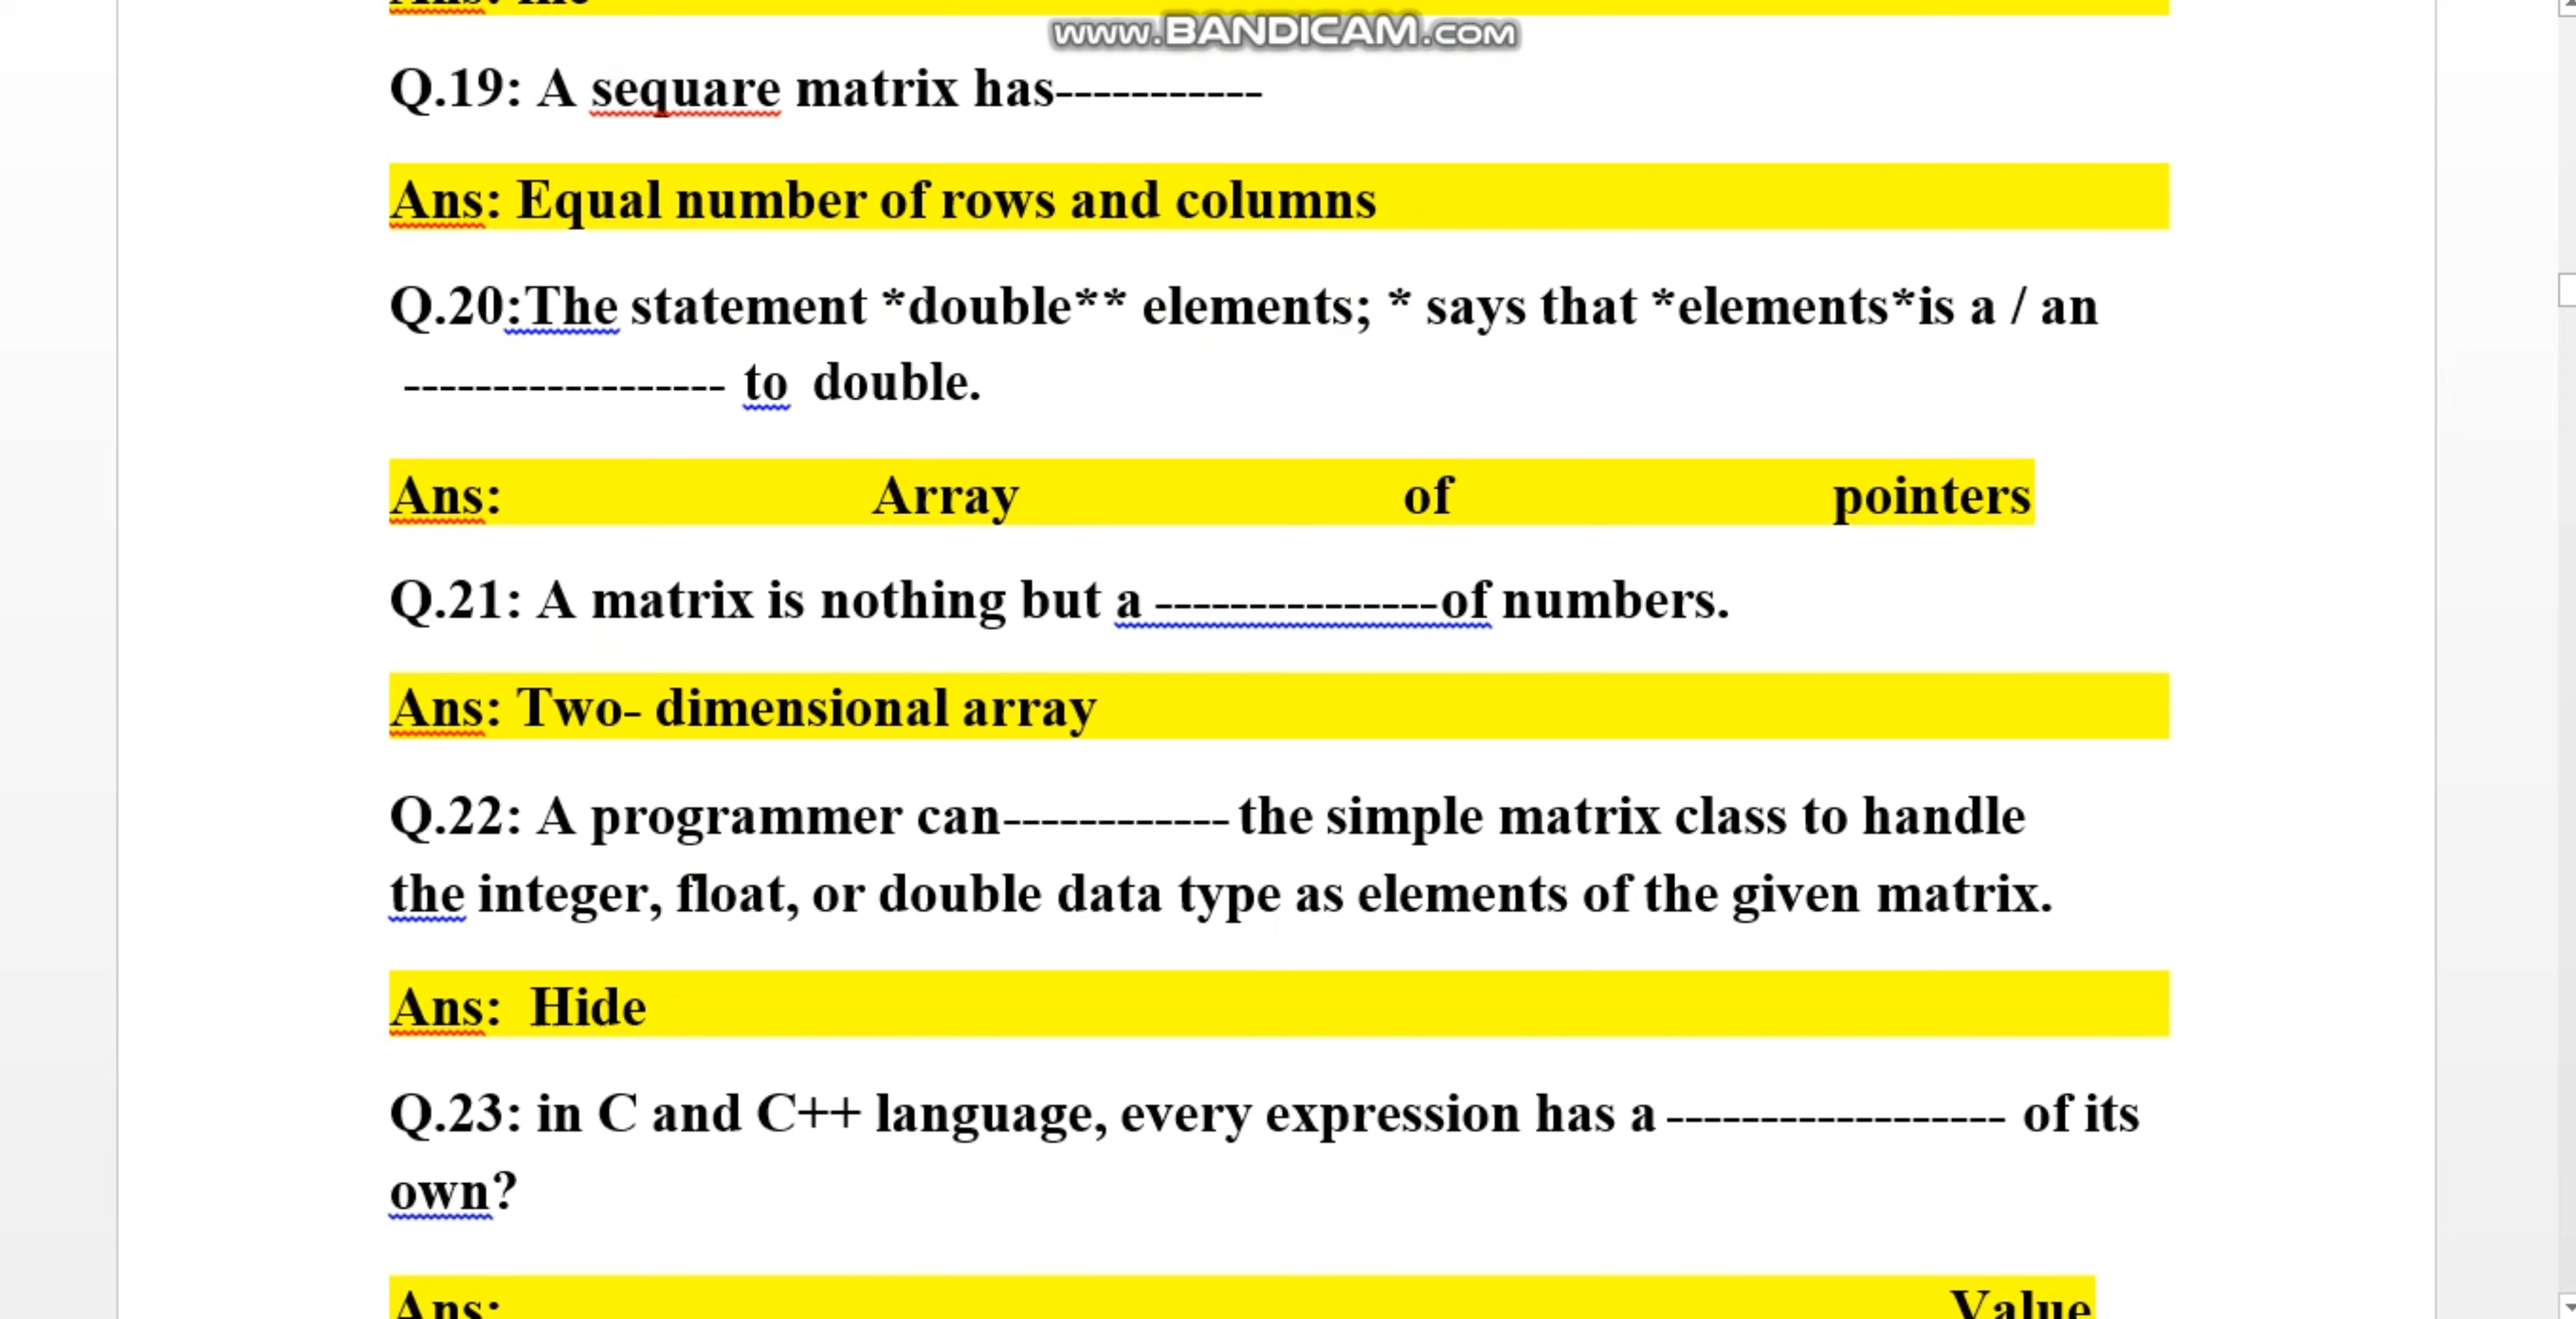 www.BANDICAM.com
Q.19: A sequare matrix has-----------
Ans: Equal number of rows and columns
Q.20:The statement *double** elements; * says that *elements*is a / an
------------------ to double.
Ans: Array of pointers
Q.21: A matrix is nothing but a ---------------of numbers.
Ans: Two- dimensional array
Q.22: A programmer can------------ the simple matrix class to handle
the integer, float, or double data type as elements of the given matrix.
Ans: Hide
Q.23: in C and C++ language, every expression has a ------------------ of its
own?
Ans: Value